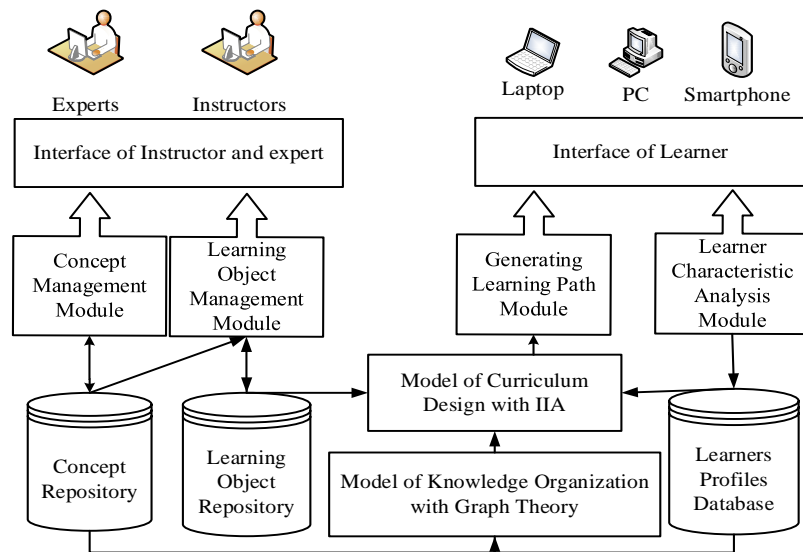 Experts
Instructors
Laptop
PC
Smartphone
Interface of Instructor and expert
Interface of Learner
Concept
Management
Module
Learning
Object
Management
Module
Generating
Learning Path
Module
Learner
Characteristic
Analysis
Module
Model of Curriculum
Design with IIA
Concept
Repository
Learning
Object
Repository
Model of Knowledge Organization
with Graph Theory
Learners
Profiles
Database